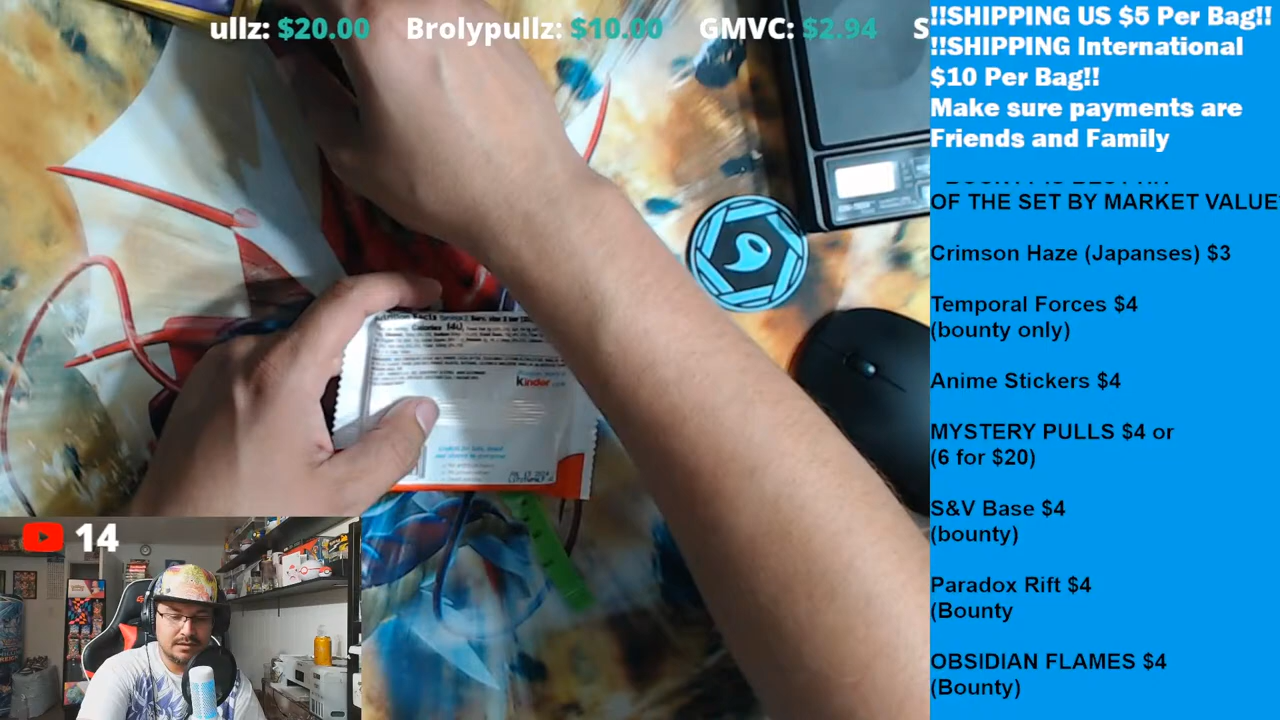 ullz: $20.00 Brolypullz: $10.00 GMVC: $2.94 S
!!SHIPPING US $5 Per Bag!!
!!SHIPPING International
$10 Per Bag!!
Make sure payments are
Friends and Family
OF THE SET BY MARKET VALUE
Crimson Haze (Japanses) $3
Temporal Forces $4
(bounty only)
Anime Stickers $4
MYSTERY PULLS $4 or
(6 for $20)
S&V Base $4
(bounty)
Paradox Rift $4
(Bounty
OBSIDIAN FLAMES $4
(Bounty)
Calories 140
Kinder
14